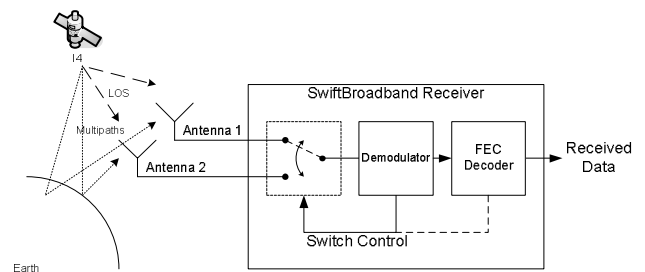 I4
LOS
Multipaths
Antenna 1
Antenna 2
SwiftBroadband Receiver
Demodulator
FEC
Decoder
Received
Data
Switch Control
Earth